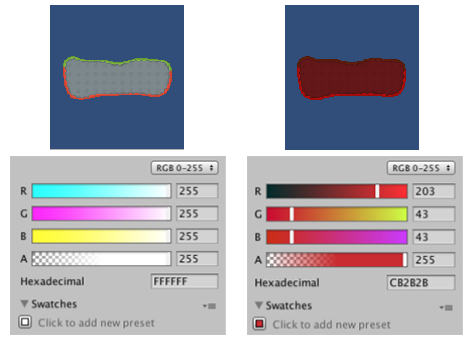 RGB 0-255
R 255
G 255
B 255
A 255
Hexadecimal FFFFFF
Swatches
Click to add new preset
RGB 0-255
R 203
G 43
B 43
A 255
Hexadecimal CB2B2B
Swatches
Click to add new preset